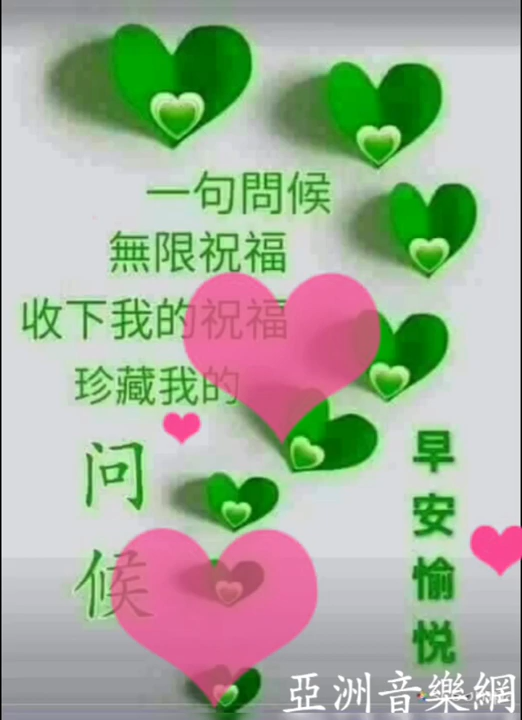 一句問候
無限祝福
收下我的祝福
珍藏我的
问候
早安愉悦
亞洲音樂網